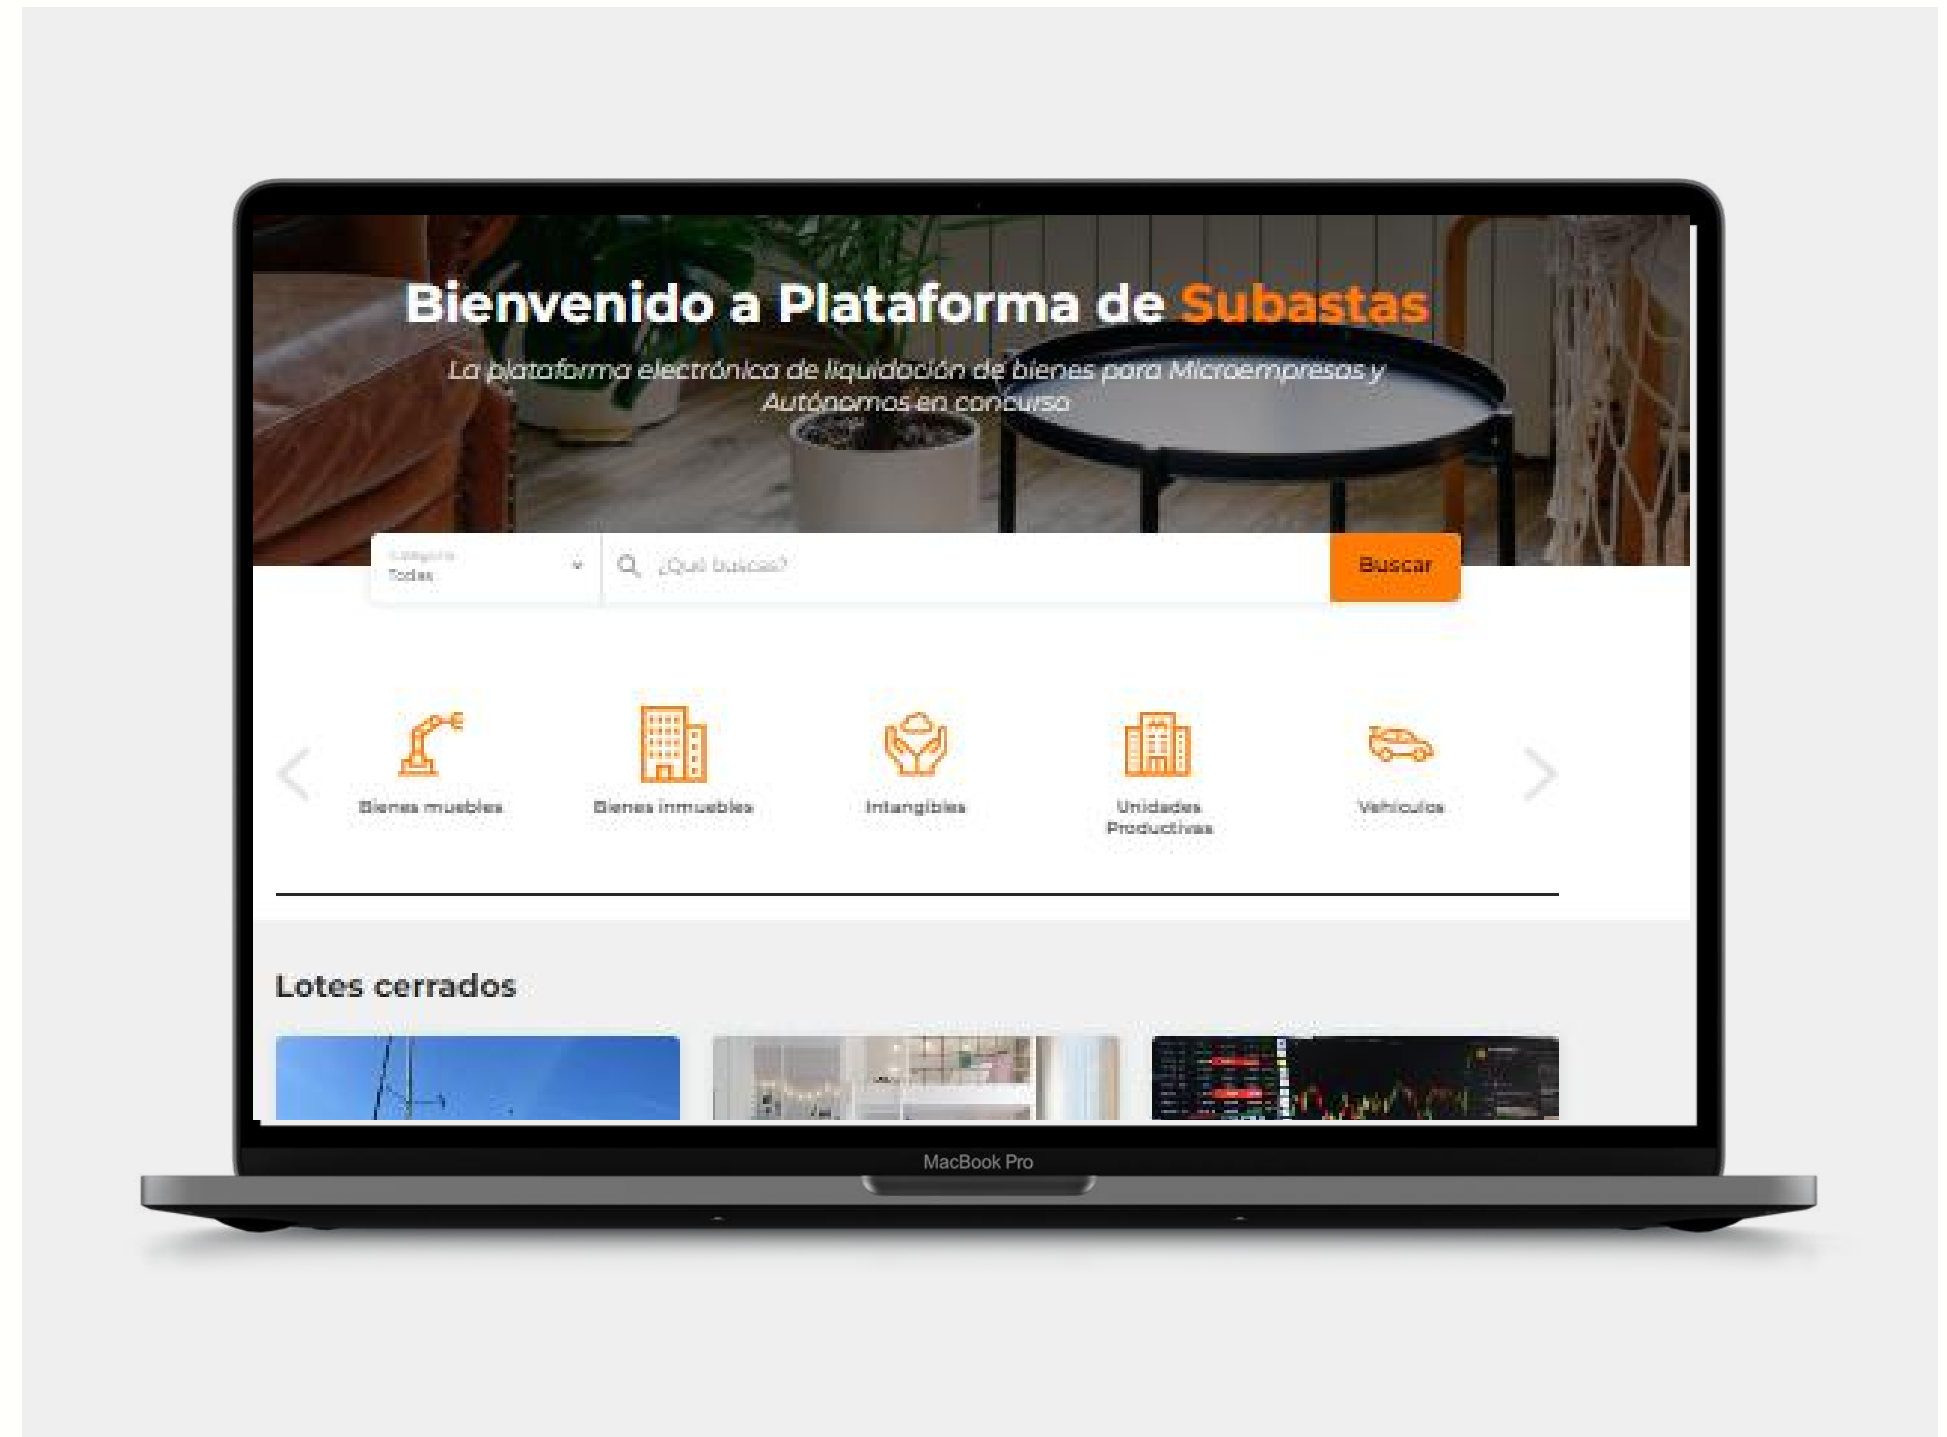 Bienvenido a Plataforma de Subastas
La plataforma electrónica de liquidación de bienes para Microempresas y
Autónomos en concurso
Categoría
Todas
¿Qué buscas?
Buscar
Bienes muebles
Bienes inmuebles
Intangibles
Unidades
Productivas
Vehículos
Lotes cerrados
MacBook Pro